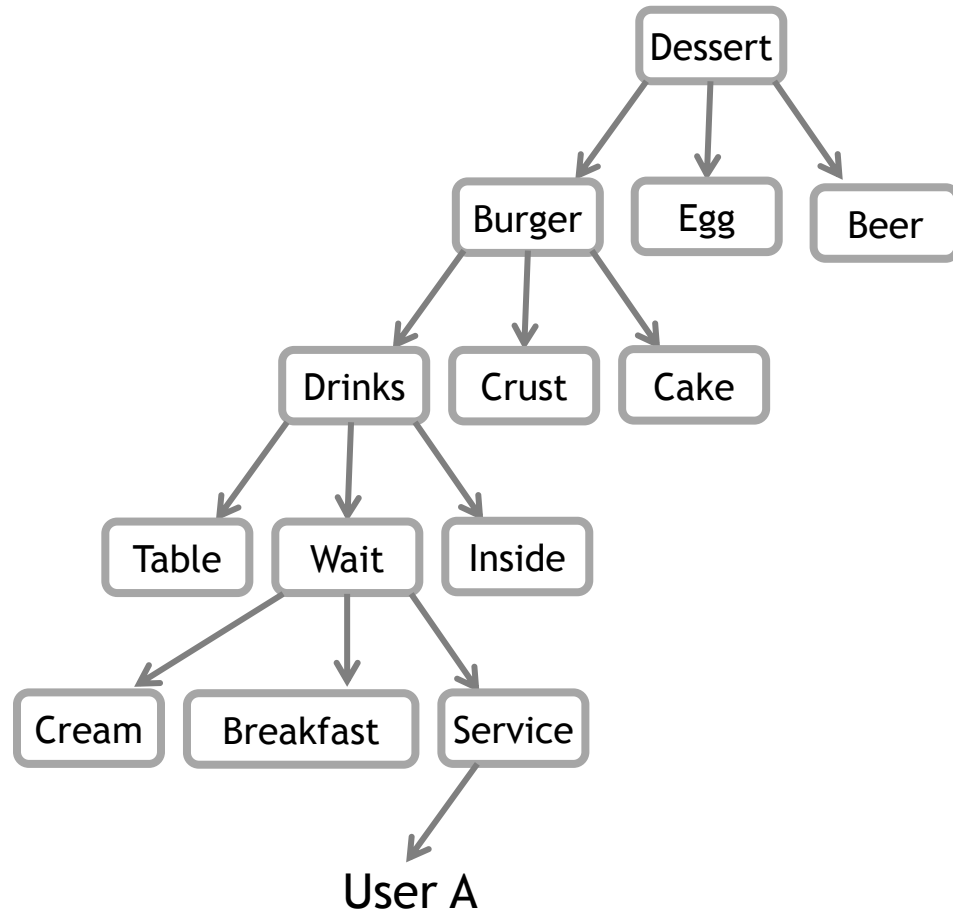 Dessert
Burger
Egg
Beer
Drinks
Crust
Cake
Table
Wait
Inside
Cream
Breakfast
Service
User A